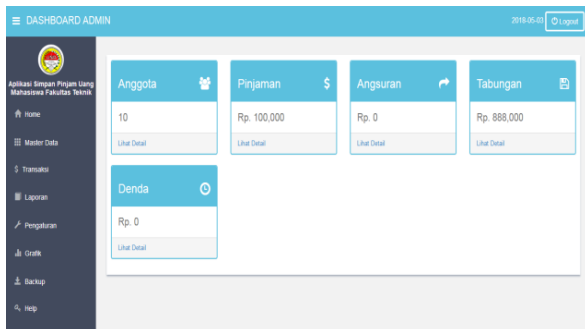 DASHBOARD ADMIN
2018-05-03
Logout
Aplikasi Simpan Pinjam Uang
Mahasiswa Fakultas Teknik
Home
Master Data
Transaksi
Laporan
Pengaturan
Grafik
Backup
Help
Anggota
10
Lihat Detail
Pinjaman
Rp. 100,000
Lihat Detail
Angsuran
Rp. 0
Lihat Detail
Tabungan
Rp. 888,000
Lihat Detail
Denda
Rp. 0
Lihat Detail